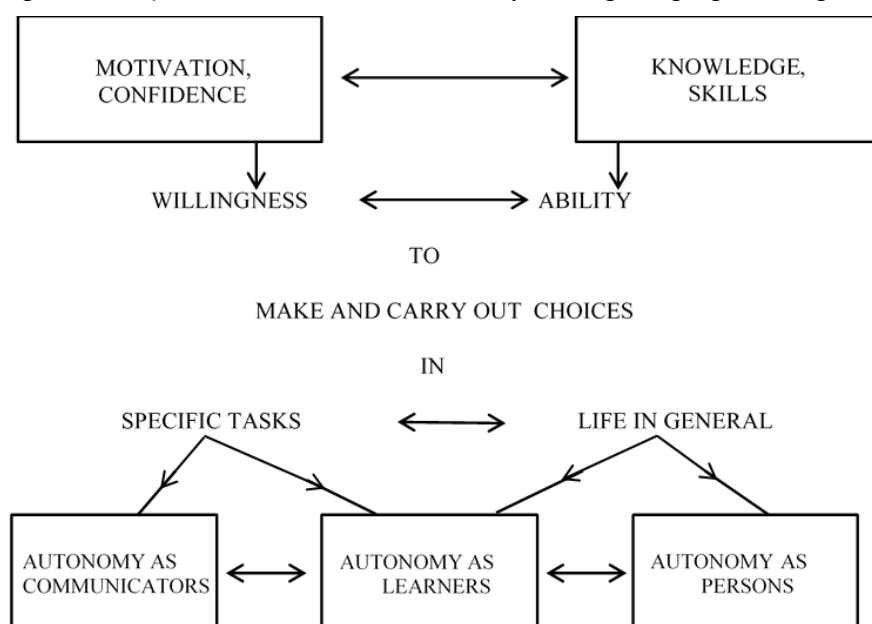 MOTIVATION,
CONFIDENCE
KNOWLEDGE,
SKILLS
WILLINGNESS
ABILITY
TO
MAKE AND CARRY OUT CHOICES
IN
SPECIFIC TASKS
LIFE IN GENERAL
AUTONOMY AS
COMMUNICATORS
AUTONOMY AS
LEARNERS
AUTONOMY AS
PERSONS